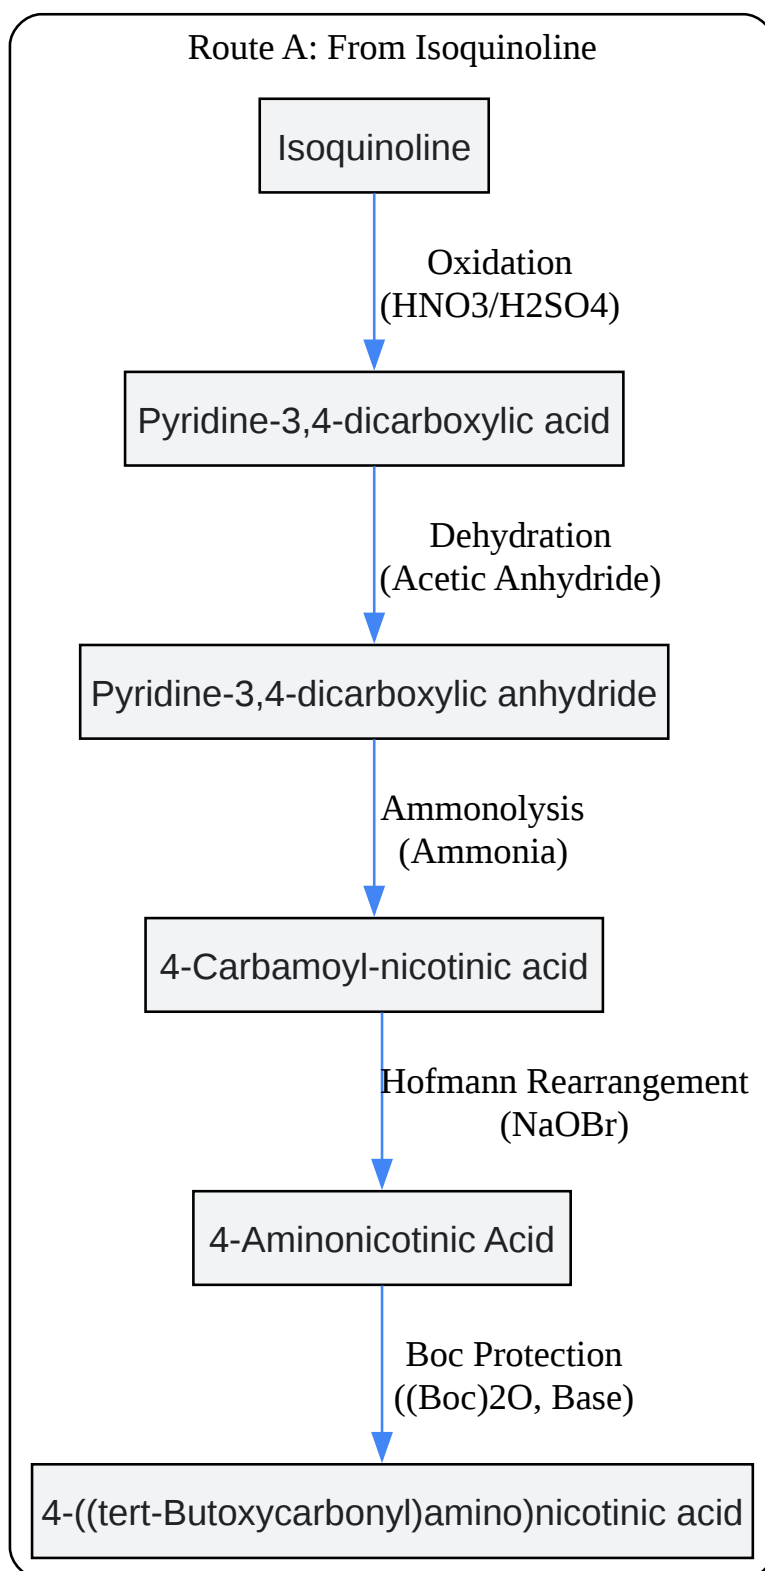 Route A: From Isoquinoline
Isoquinoline
Oxidation
(HNO3/H2SO4)
Pyridine-3,4-dicarboxylic acid
Dehydration
(Acetic Anhydride)
Pyridine-3,4-dicarboxylic anhydride
Ammonolysis
(Ammonia)
4-Carbamoyl-nicotinic acid
Hofmann Rearrangement
(NaOBr)
4-Aminonicotinic Acid
Boc Protection
((Boc)2O, Base)
4-((tert-Butoxycarbonyl)amino)nicotinic acid